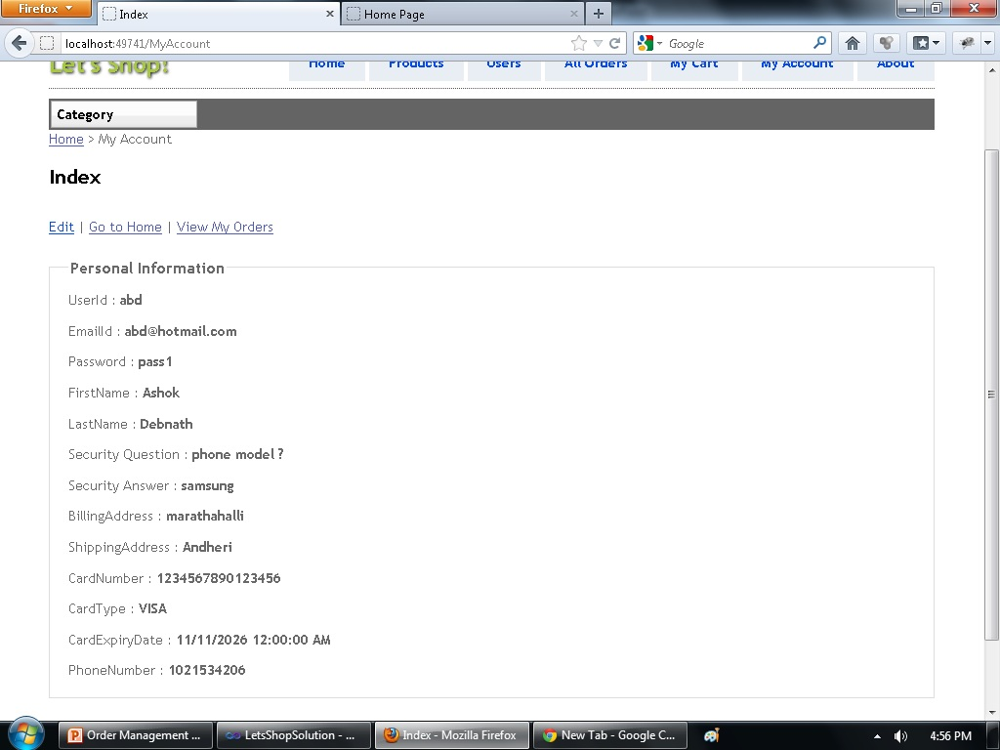 Firefox
Index
Home Page
localhost:49741/MyAccount
Google
Let's Shop!
Home
Products
Users
All Orders
My Cart
My Account
About
Category
Home > My Account
Index
Edit | Go to Home | View My Orders
Personal Information
UserId : abd
EmailId : abd@hotmail.com
Password : pass1
FirstName : Ashok
LastName : Debnath
Security Question : phone model ?
Security Answer : samsung
BillingAddress : marathahalli
ShippingAddress : Andheri
CardNumber : 1234567890123456
CardType : VISA
CardExpiryDate : 11/11/2026 12:00:00 AM
PhoneNumber : 1021534206
Order Management ...
LetsShopSolution - ...
Index - Mozilla Firefox
New Tab - Google C...
4:56 PM